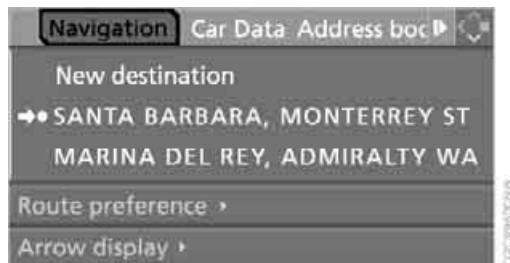 Navigation Car Data Address boc
New destination
SANTA BARBARA, MONTERREY ST
MARINA DEL REY, ADMIRALTY WA
Route preference
Arrow display